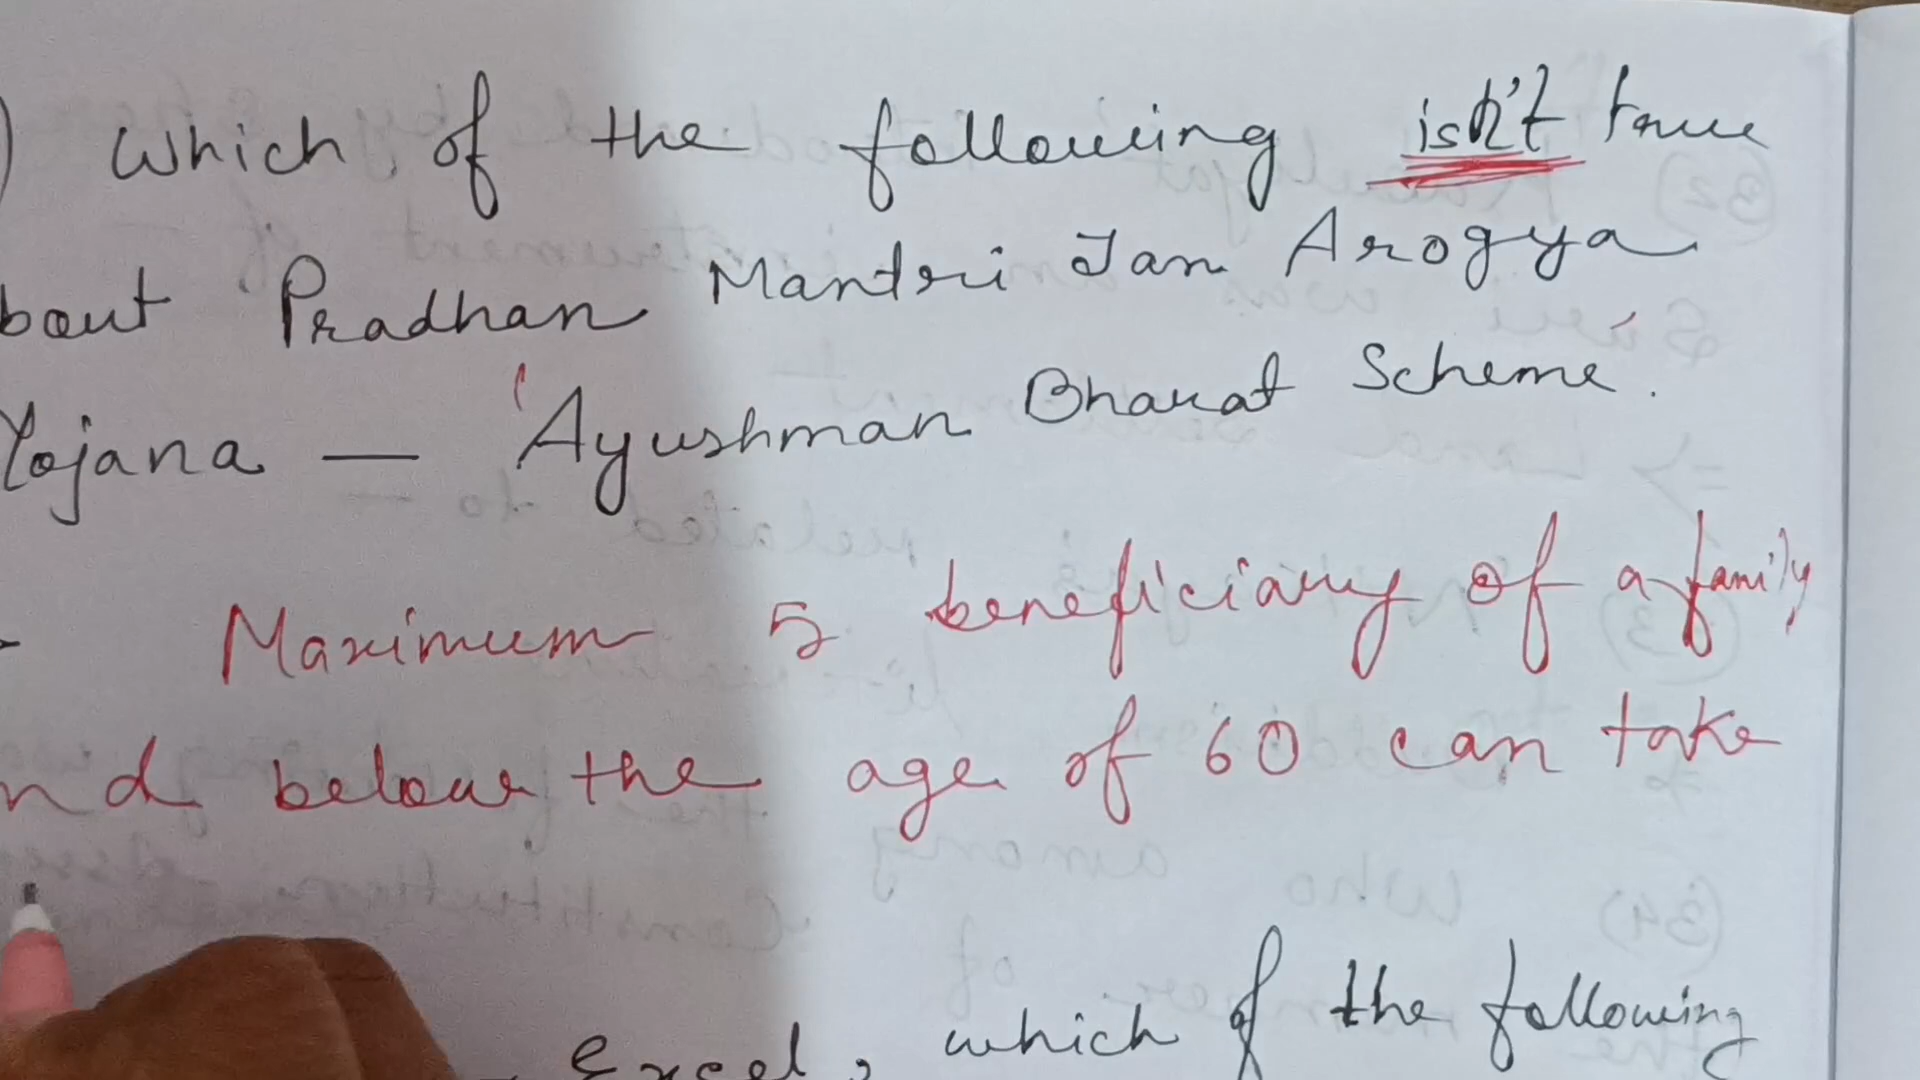 ) Which of the following isn't true
bout Pradhan Mantri Jan Arogya
Yojana — 'Ayushman Bharat Scheme.
- Maximum 5 beneficiary of a family
nd below the age of 60 can take
Excel, which of the following